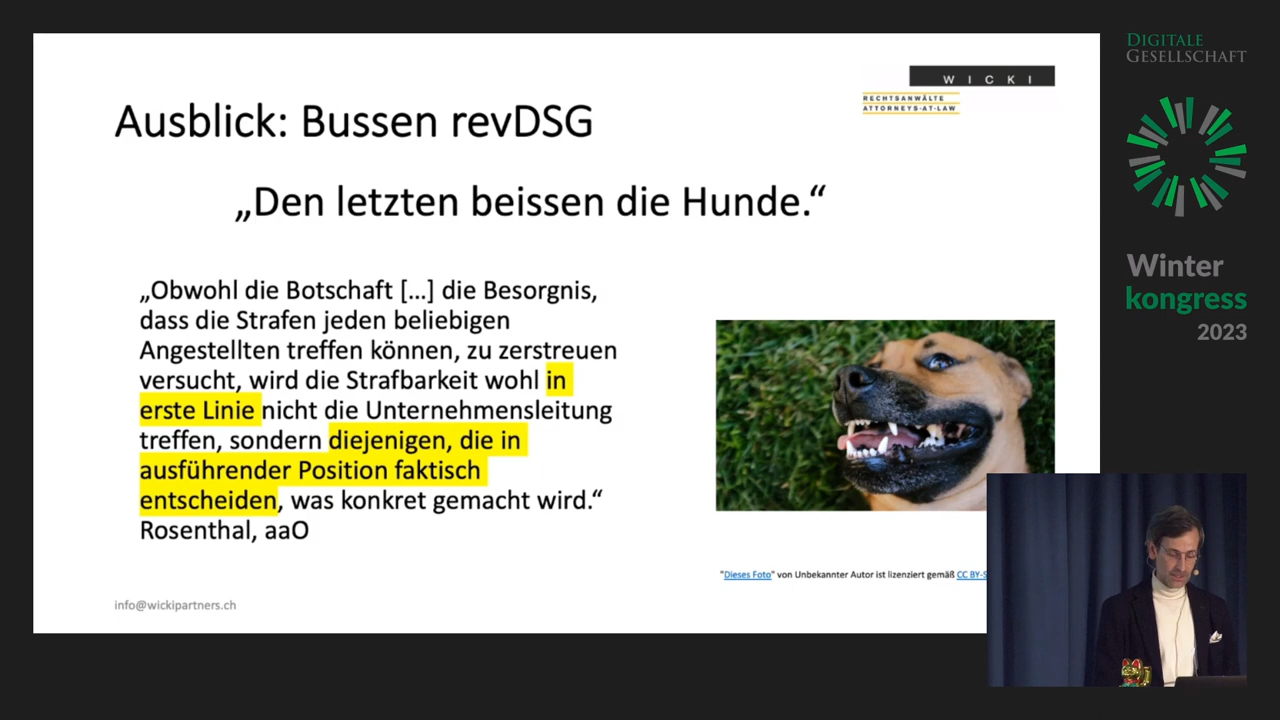 WICKI
RECHTSANWÄLTE
ATTORNEYS-AT-LAW
Ausblick: Bussen revDSG
„Den letzten beissen die Hunde.“
„Obwohl die Botschaft [...] die Besorgnis,
dass die Strafen jeden beliebigen
Angestellten treffen können, zu zerstreuen
versucht, wird die Strafbarkeit wohl in
erste Linie nicht die Unternehmensleitung
treffen, sondern diejenigen, die in
ausführender Position faktisch
entscheiden, was konkret gemacht wird.“
Rosenthal, aaO
"Dieses Foto" von Unbekannter Autor ist lizenziert gemäß CC BY-S
info@wickipartners.ch
DIGITALE
GESELLSCHAFT
Winter
kongress
2023